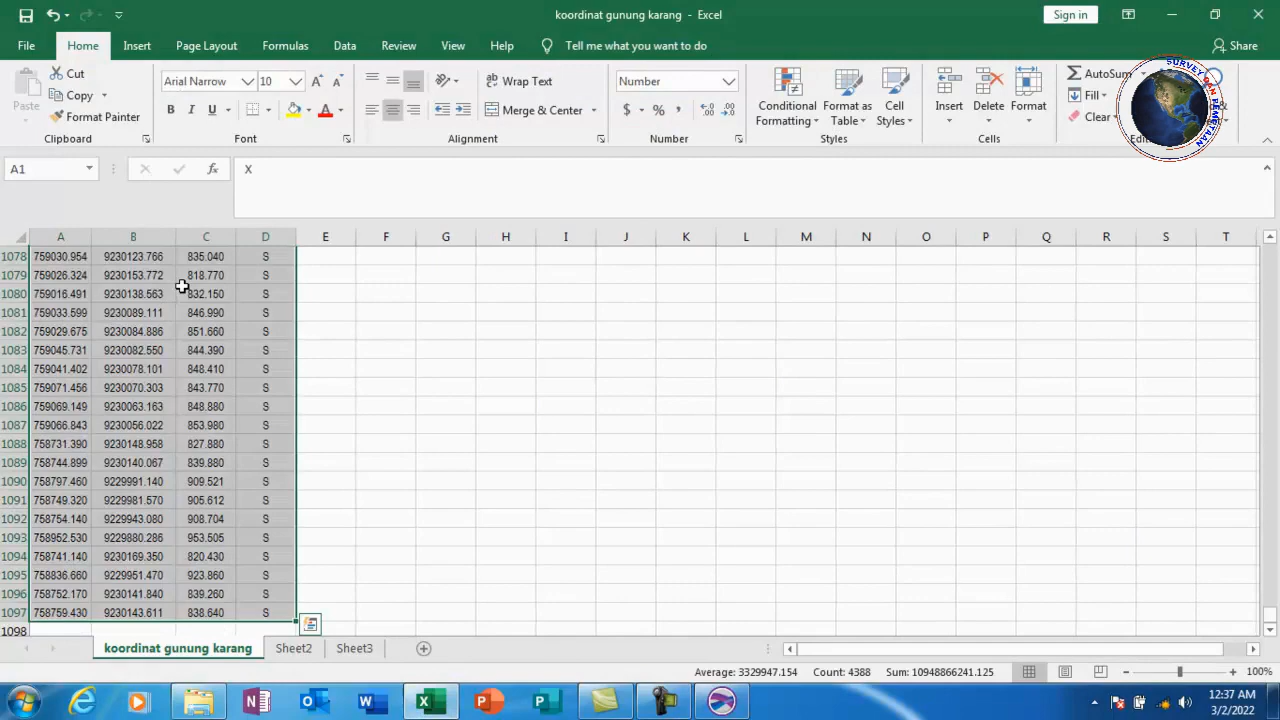 koordinat gunung karang - Excel
Sign in
File Home Insert Page Layout Formulas Data Review View Help Tell me what you want to do Share
Paste Cut
Copy
Format Painter
Arial Narrow 10
B I U
Wrap Text
Merge & Center
Number
Conditional Formatting
Format as Table
Cell Styles
Insert
Delete
Format
AutoSum
Fill
Clear
SURVEY DAN PEMETAAN
Clipboard Font Alignment Number Styles Cells
A1 X
A B C D E F G H I J K L M N O P Q R S T
1078 759030.954 9230123.766 835.040 S
1079 759026.324 9230153.772 818.770 S
1080 759016.491 9230138.563 832.150 S
1081 759033.599 9230089.111 846.990 S
1082 759029.675 9230084.886 851.660 S
1083 759045.731 9230082.550 844.390 S
1084 759041.402 9230078.101 848.410 S
1085 759071.456 9230070.303 843.770 S
1086 759069.149 9230063.163 848.880 S
1087 759066.843 9230056.022 853.980 S
1088 758731.390 9230148.958 827.880 S
1089 758744.899 9230140.067 839.880 S
1090 758797.460 9229991.140 909.521 S
1091 758749.320 9229981.570 905.612 S
1092 758754.140 9229943.080 908.704 S
1093 758952.530 9229880.286 953.505 S
1094 758741.140 9230169.350 820.430 S
1095 758836.660 9229951.470 923.860 S
1096 758752.170 9230141.840 839.260 S
1097 758759.430 9230143.611 838.640 S
1098
koordinat gunung karang Sheet2 Sheet3
Average: 3329947.154 Count: 4388 Sum: 10948866241.125 100%
12:37 AM
3/2/2022